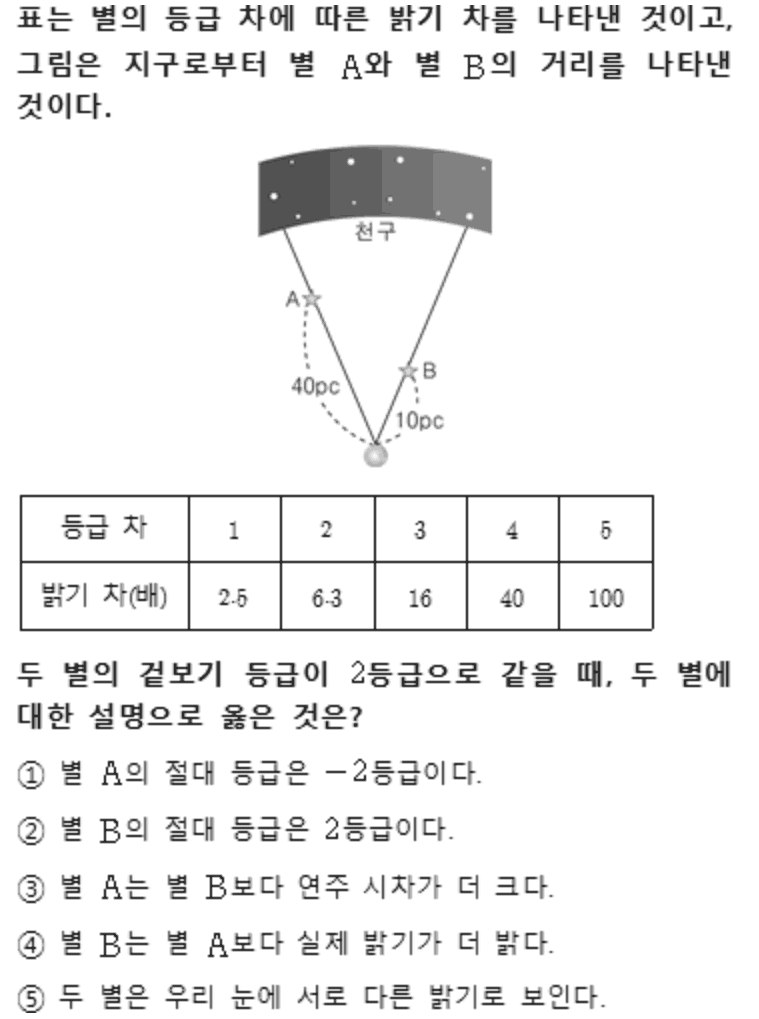 표는 별의 등급 차에 따른 밝기 차를 나타낸 것이고,
그림은 지구로부터 별 A와 별 B의 거리를 나타낸
것이다.
천구
A
B
40pc
10pc
등급 차 1 2 3 4 5
밝기 차(배) 2.5 6.3 16 40 100
두 별의 겉보기 등급이 2등급으로 같을 때, 두 별에
대한 설명으로 옳은 것은?
① 별 A의 절대 등급은 －2등급이다.
② 별 B의 절대 등급은 2등급이다.
③ 별 A는 별 B보다 연주 시차가 더 크다.
④ 별 B는 별 A보다 실제 밝기가 더 밝다.
⑤ 두 별은 우리 눈에 서로 다른 밝기로 보인다.